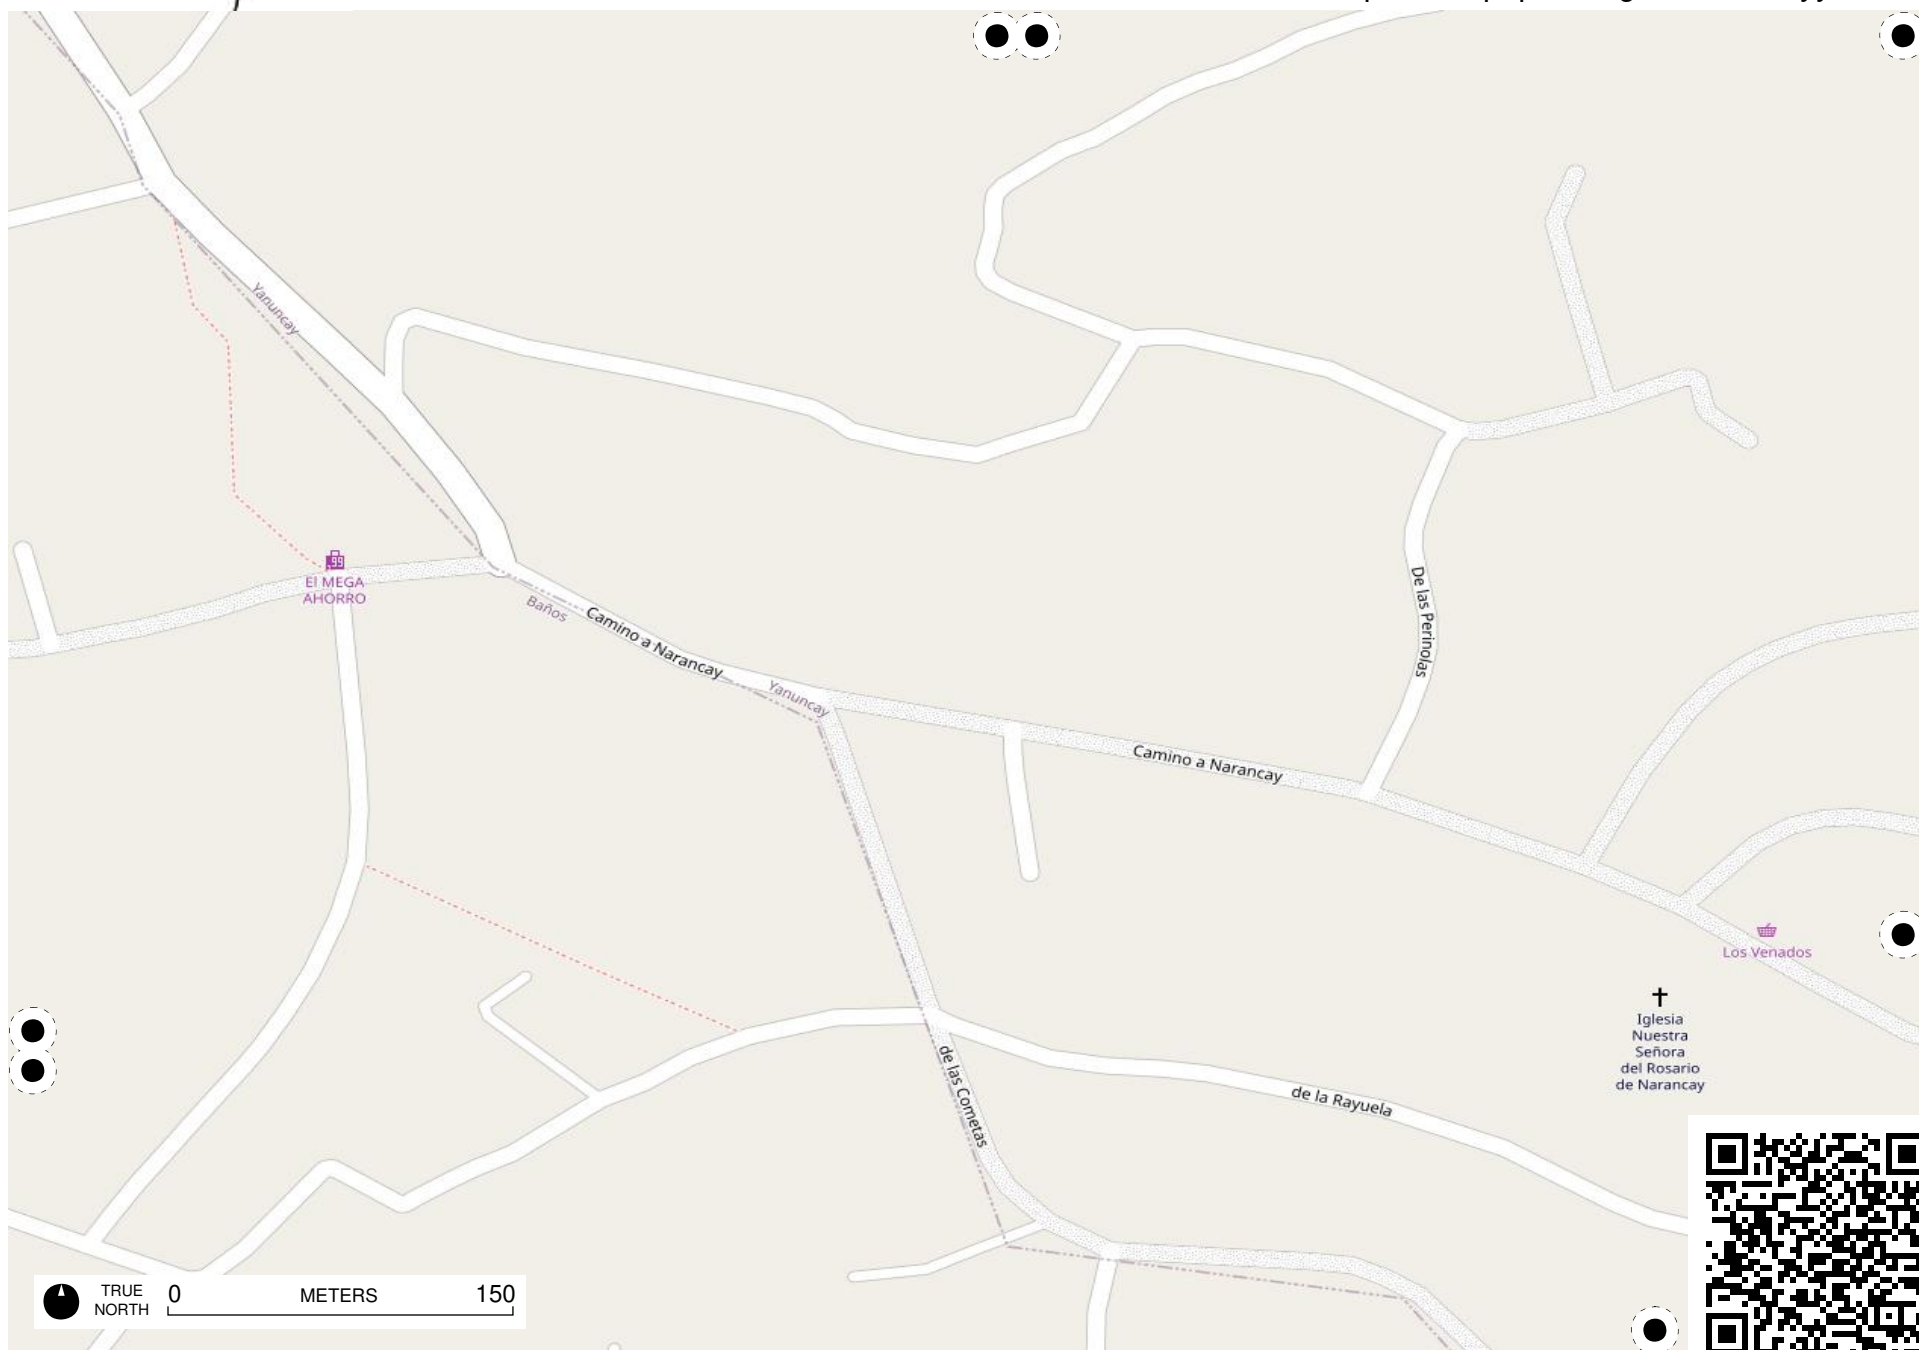 Yanuncay
El MEGA
AHORRO
Baños
Camino a Narancay
Yanuncay
De las Perinolas
Camino a Narancay
Los Venados
Iglesia
Nuestra
Señora
del Rosario
de Narancay
de las Cometas
de la Rayuela
TRUE
NORTH
0 METERS 150